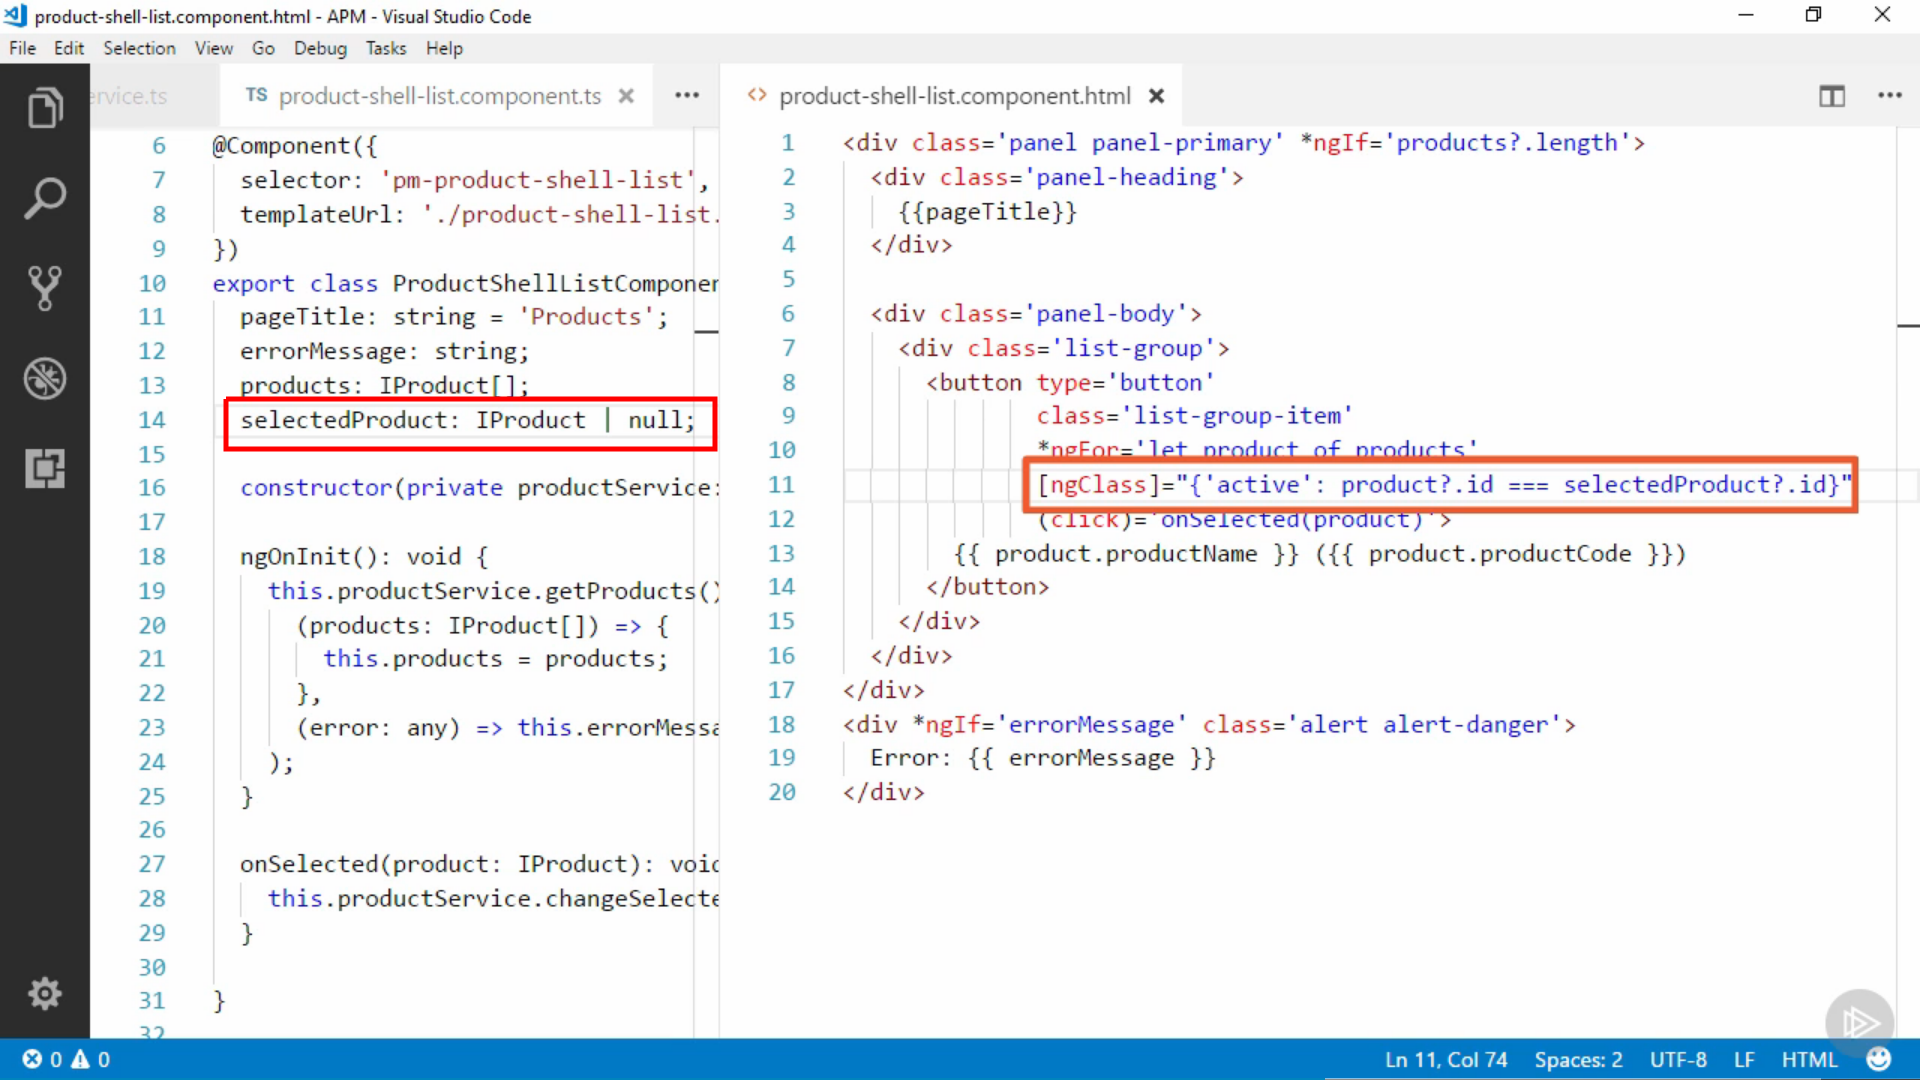 product-shell-list.component.html - APM - Visual Studio Code
File Edit Selection View Go Debug Tasks Help
ervice.ts
TS product-shell-list.component.ts
6 @Component({
7 selector: 'pm-product-shell-list',
8 templateUrl: './product-shell-list.
9 })
10 export class ProductShellListComponen
11 pageTitle: string = 'Products';
12 errorMessage: string;
13 products: IProduct[];
14 selectedProduct: IProduct | null;
15
16 constructor(private productService:
17
18 ngOnInit(): void {
19 this.productService.getProducts()
20 (products: IProduct[]) => {
21 this.products = products;
22 },
23 (error: any) => this.errorMessa
24 );
25 }
26
27 onSelected(product: IProduct): void
28 this.productService.changeSelecte
29 }
30
31 }
32
<> product-shell-list.component.html
1 <div class='panel panel-primary' *ngIf='products?.length'>
2 <div class='panel-heading'>
3 {{pageTitle}}
4 </div>
5
6 <div class='panel-body'>
7 <div class='list-group'>
8 <button type='button'
9 class='list-group-item'
10 *ngFor='let product of products'
11 [ngClass]="{'active': product?.id === selectedProduct?.id}"
12 (click)='onSelected(product)'>
13 {{ product.productName }} ({{ product.productCode }})
14 </button>
15 </div>
16 </div>
17 </div>
18 <div *ngIf='errorMessage' class='alert alert-danger'>
19 Error: {{ errorMessage }}
20 </div>
0 0
Ln 11, Col 74 Spaces: 2 UTF-8 LF HTML